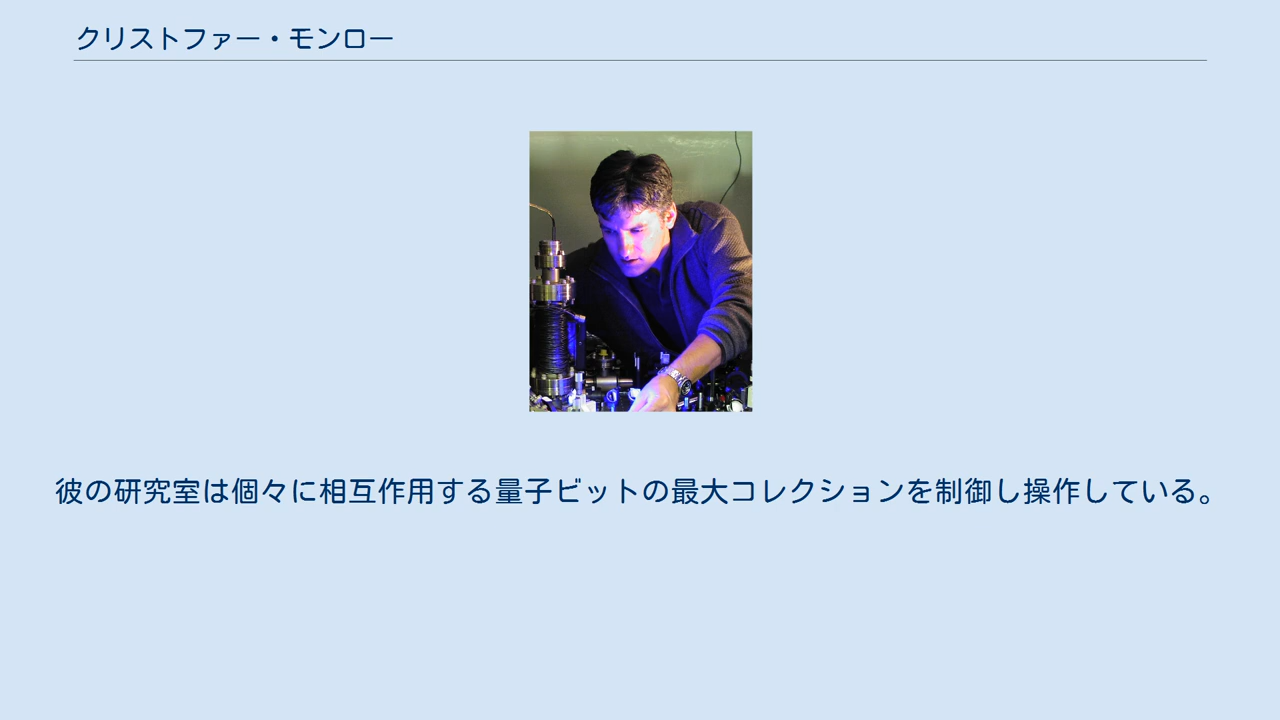 クリストファー・モンロー
彼の研究室は個々に相互作用する量子ビットの最大コレクションを制御し操作している。